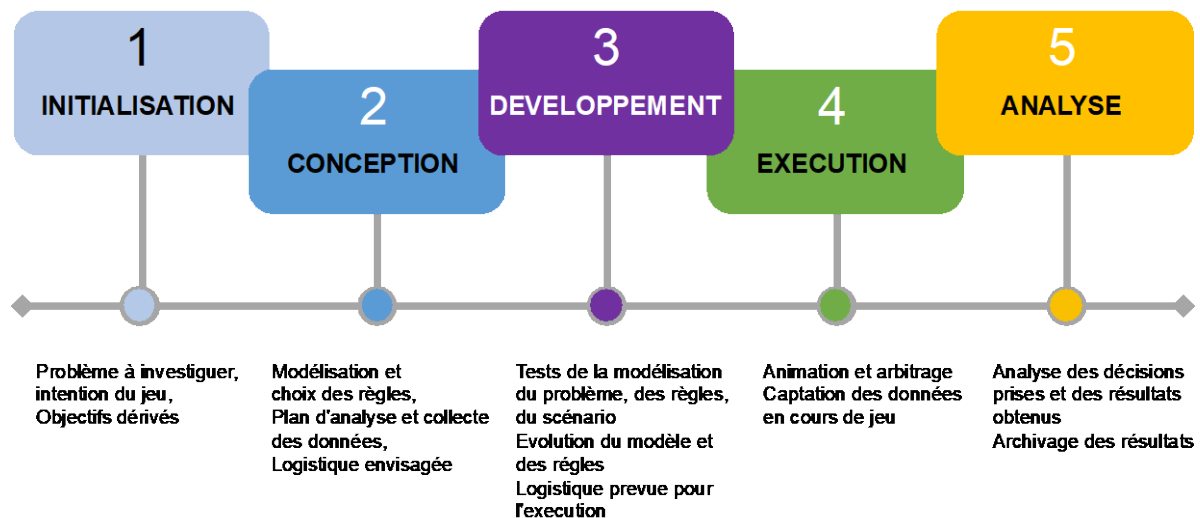 1
INITIALISATION
2
CONCEPTION
3
DEVELOPPEMENT
4
EXECUTION
5
ANALYSE
Problème à investiguer,
intention du jeu,
Objectifs dérivés
Modélisation et
choix des règles,
Plan d'analyse et collecte
des données,
Logistique envisagée
Tests de la modélisation
du problème, des règles,
du scénario
Evolution du modèle et
des régles
Logistique prevue pour
l'execution
Animation et arbitrage
Captation des données
en cours de jeu
Analyse des décisions
prises et des résultats
obtenus
Archivage des résultats